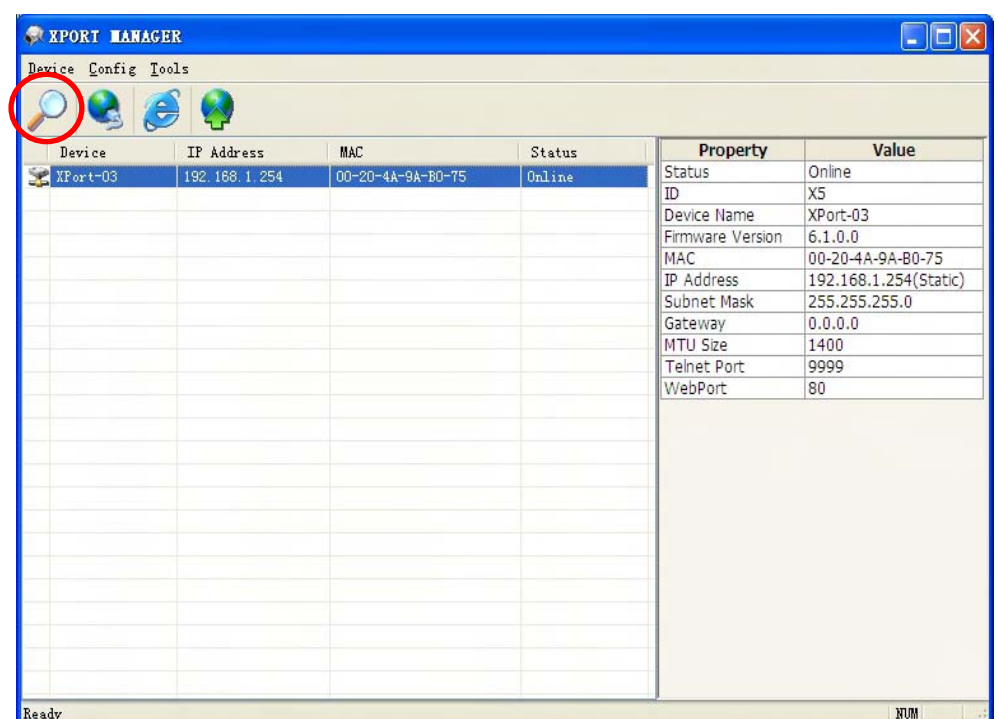 XPORT MANAGER
Device Config Tools
Device IP Address MAC Status
XPort-03 192.168.1.254 00-20-4A-9A-B0-75 Online
Property Value
Status Online
ID X5
Device Name XPort-03
Firmware Version 6.1.0.0
MAC 00-20-4A-9A-B0-75
IP Address 192.168.1.254(Static)
Subnet Mask 255.255.255.0
Gateway 0.0.0.0
MTU Size 1400
Telnet Port 9999
WebPort 80
Ready NUM